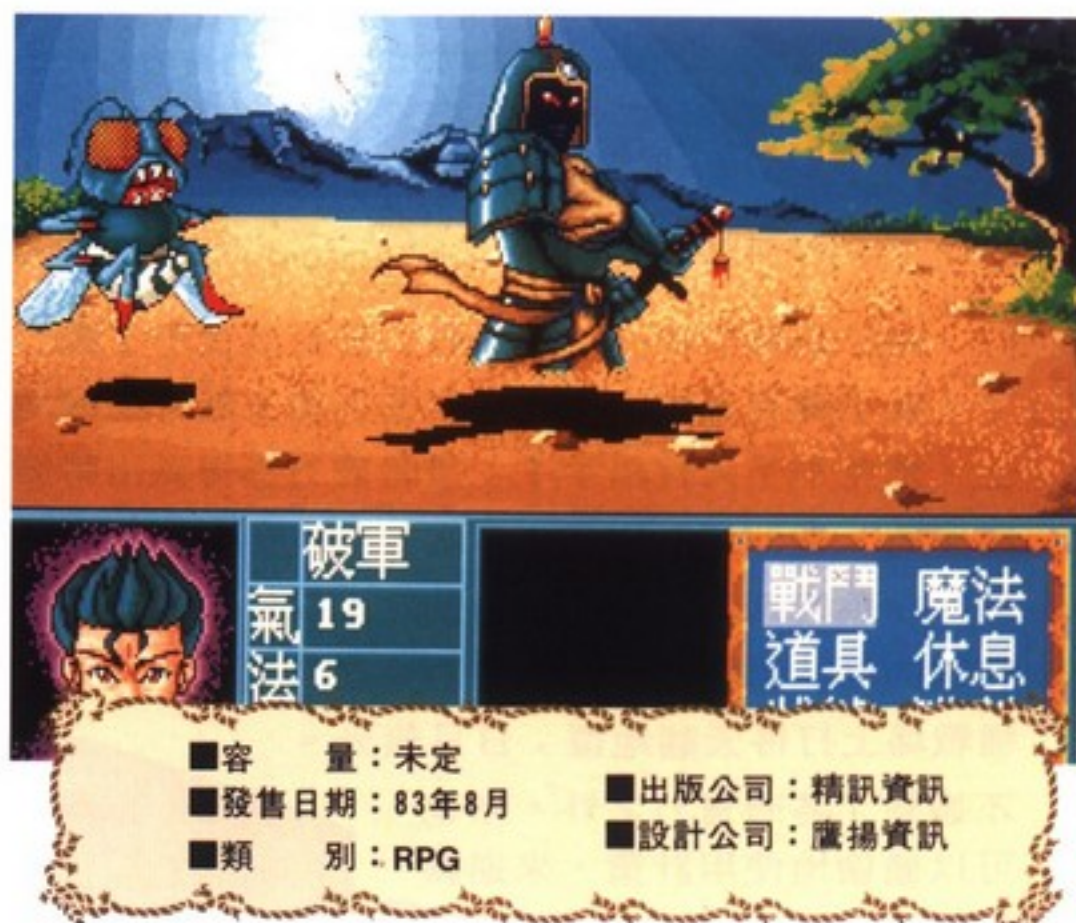 破軍
氣 19
法 6
戰鬥 魔法
道具 休息
■容　　量：未定
■發售日期：83年8月
■類　　別：RPG
■出版公司：精訊資訊
■設計公司：鷹揚資訊